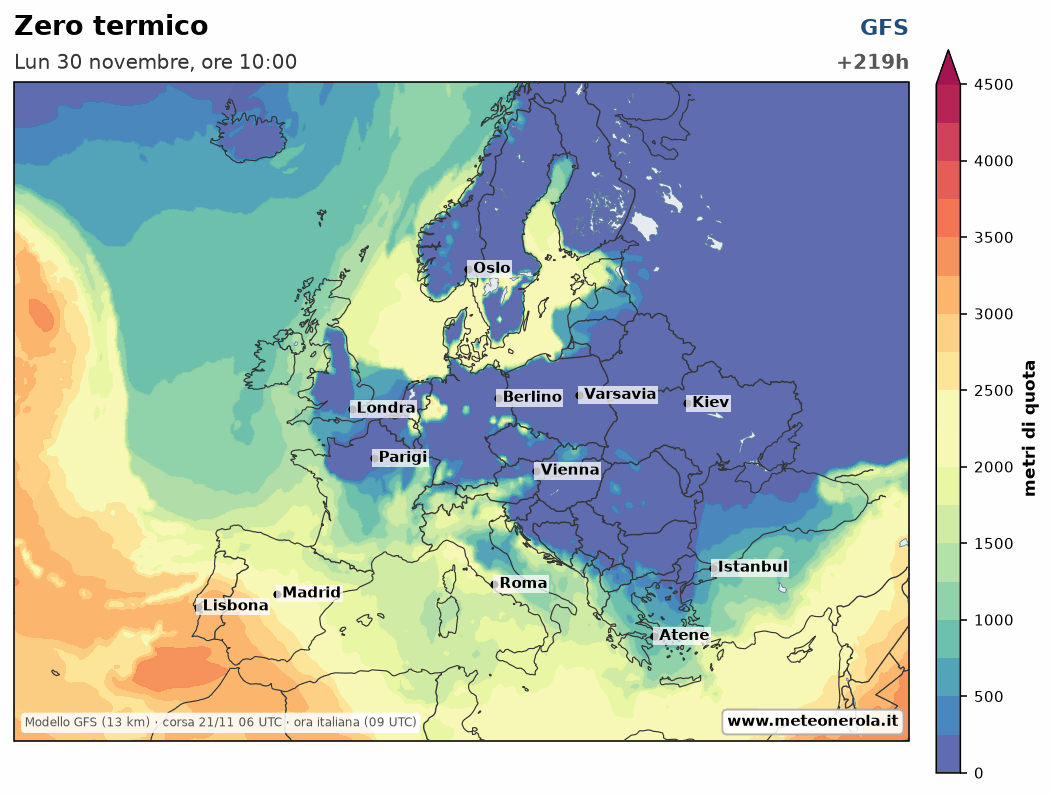 Zero termico
GFS
Lun 30 novembre, ore 10:00
+219h
Oslo
Londra
Berlino
Varsavia
Kiev
Parigi
Vienna
Istanbul
Roma
Madrid
Lisbona
Atene
Modello GFS (13 km) · corsa 21/11 06 UTC · ora italiana (09 UTC)
www.meteonerola.it
4500
4000
3500
3000
2500
2000
1500
1000
500
0
metri di quota